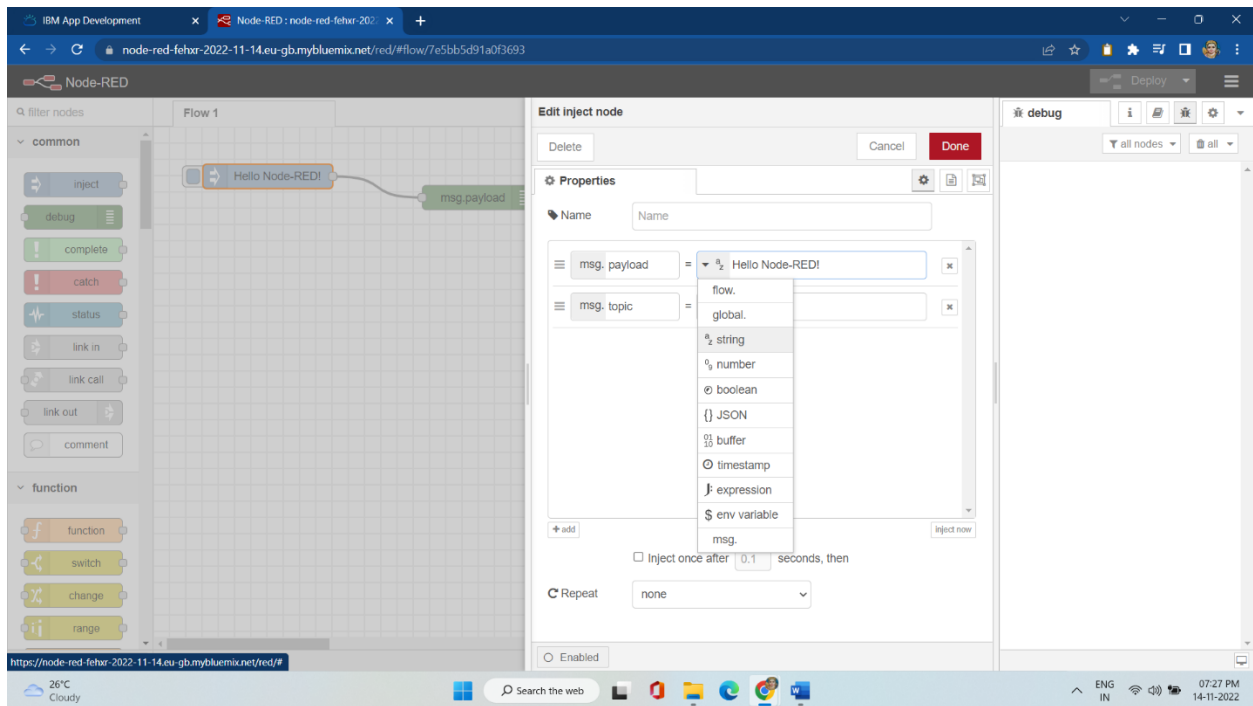 IBM App Development
Node-RED : node-red-fehxr-202
node-red-fehxr-2022-11-14.eu-gb.mybluemix.net/red/#flow/7e5bb5d91a0f3693
Node-RED
Deploy
filter nodes
common
inject
debug
complete
catch
status
link in
link call
link out
comment
function
function
switch
change
range
Flow 1
Hello Node-RED!
msg.payload
Edit inject node
Delete
Cancel
Done
Properties
Name
Name
msg. payload = az Hello Node-RED!
msg. topic =
flow.
global.
az string
09 number
boolean
{} JSON
01 10 buffer
timestamp
J: expression
$ env variable
msg.
+ add
inject now
Inject once after 0.1 seconds, then
Repeat none
Enabled
debug
i
all nodes
all
https://node-red-fehxr-2022-11-14.eu-gb.mybluemix.net/red/#
26°C
Cloudy
Search the web
ENG
IN
07:27 PM
14-11-2022